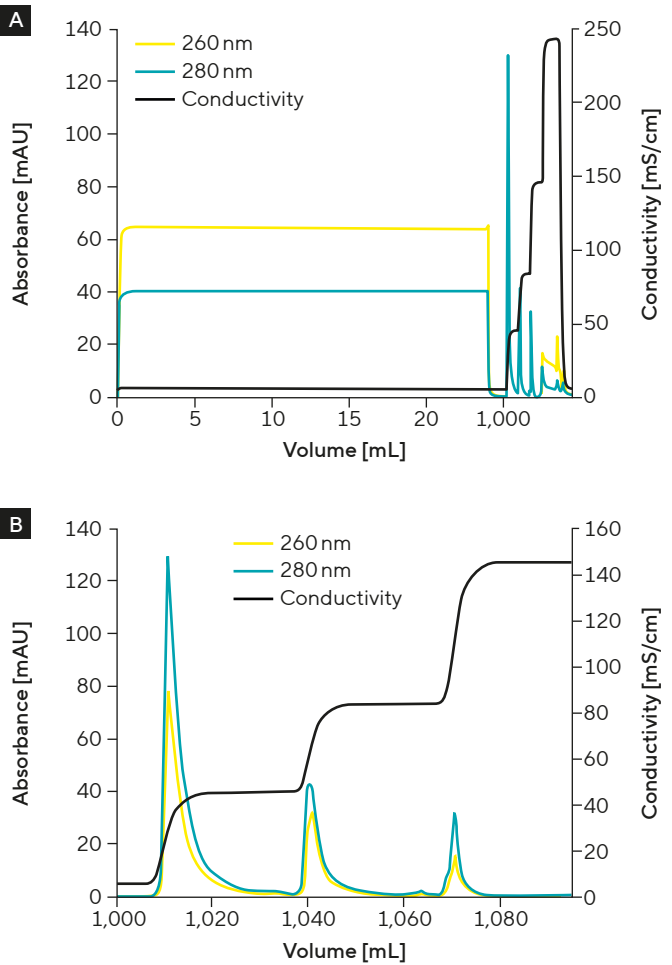 A
260 nm
280 nm
Conductivity
Absorbance [mAU]
140
120
100
80
60
40
20
0
250
200
150
100
50
0
Conductivity [mS/cm]
0 5 10 15 20 1,000
Volume [mL]
B
260 nm
280 nm
Conductivity
Absorbance [mAU]
140
120
100
80
60
40
20
0
160
140
120
100
80
60
40
20
0
Conductivity [mS/cm]
1,000 1,020 1,040 1,060 1,080
Volume [mL]